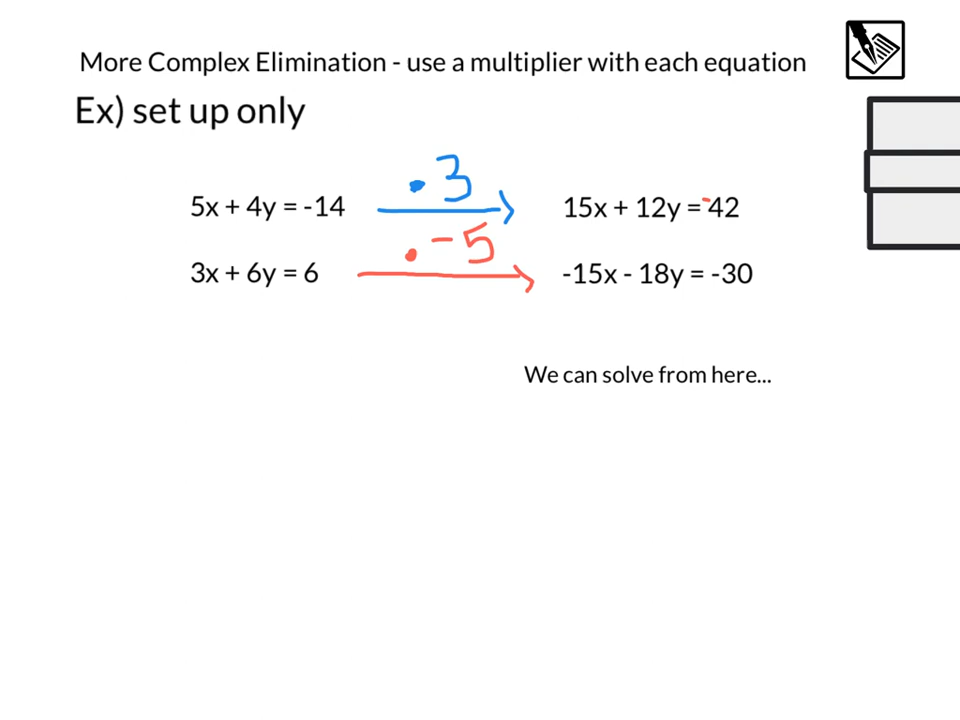 More Complex Elimination - use a multiplier with each equation
Ex) set up only
5x + 4y = -14 · 3 15x + 12y = -42
3x + 6y = 6 · -5 -15x - 18y = -30
We can solve from here...